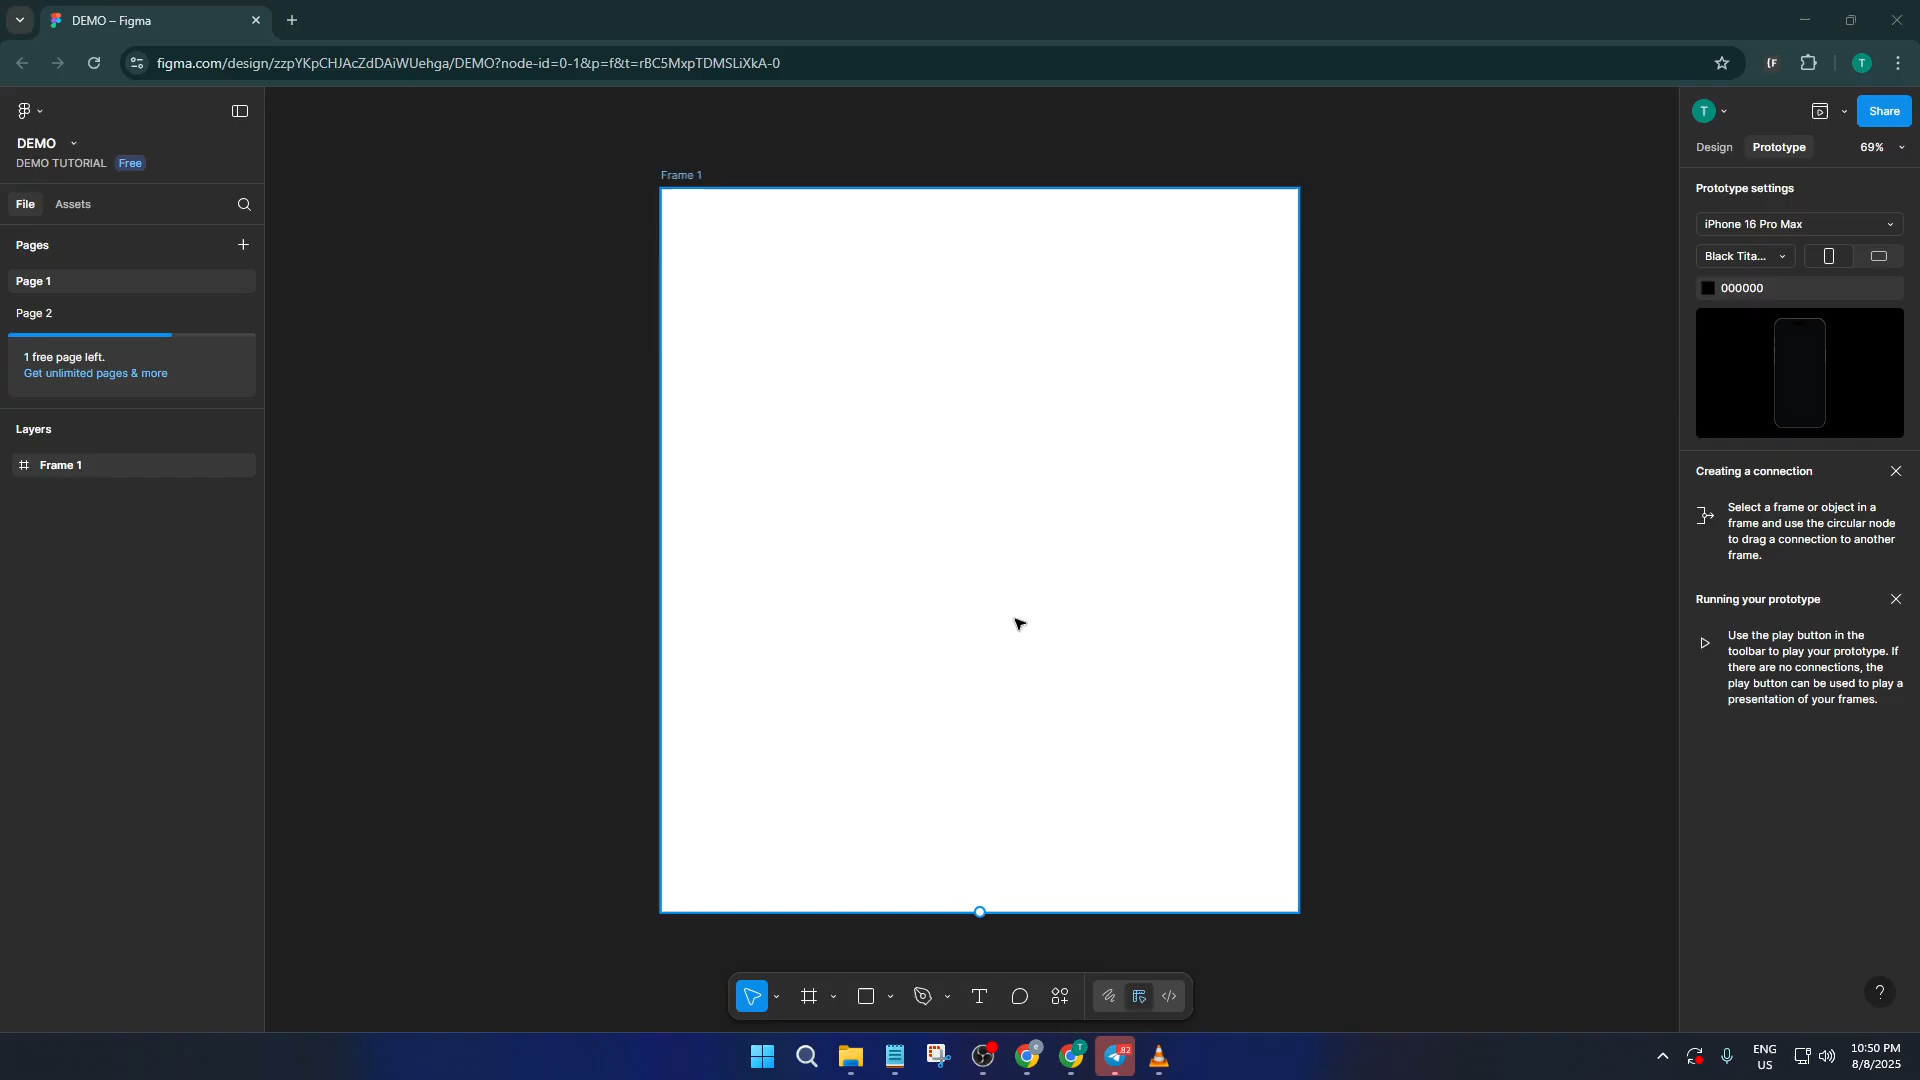 DEMO – Figma
figma.com/design/zzpYKpCHJAcZdDAiWUehga/DEMO?node-id=0-1&p=f&t=rBC5MxpTDMSLiXkA-0
T
DEMO
DEMO TUTORIAL Free
File Assets
Pages
Page 1
Page 2
1 free page left.
Get unlimited pages & more
Layers
Frame 1
Frame 1
T
Share
Design Prototype 69%
Prototype settings
iPhone 16 Pro Max
Black Tita...
000000
Creating a connection
Select a frame or object in a
frame and use the circular node
to drag a connection to another
frame.
Running your prototype
Use the play button in the
toolbar to play your prototype. If
there are no connections, the
play button can be used to play a
presentation of your frames.
?
e
T
82
ENG
US
10:50 PM
8/8/2025